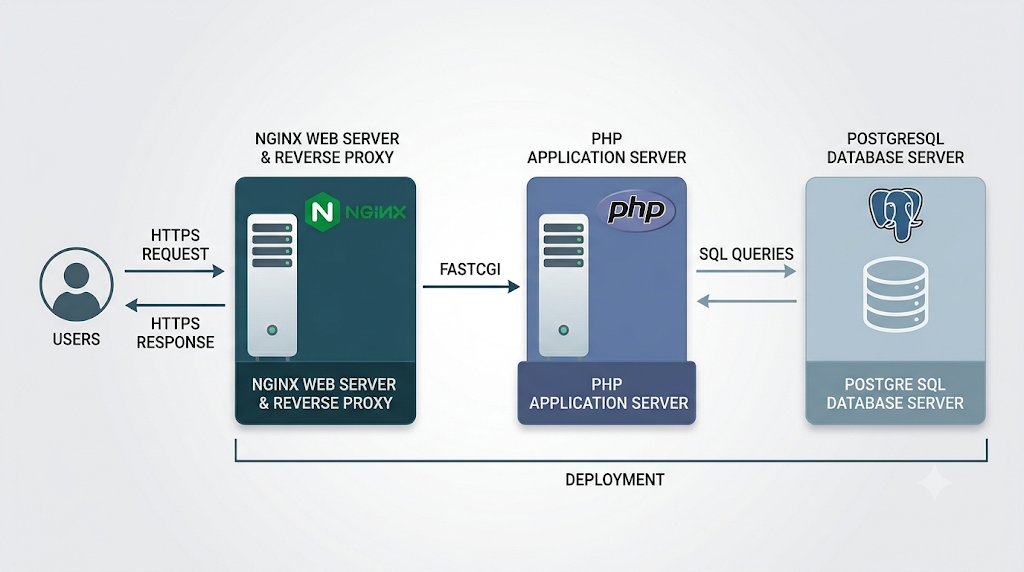 NGINX WEB SERVER
& REVERSE PROXY
PHP
APPLICATION SERVER
POSTGRESQL
DATABASE SERVER
NGINX
php
HTTPS
REQUEST
HTTPS
RESPONSE
USERS
FASTCGI
SQL QUERIES
NGINX WEB SERVER
& REVERSE PROXY
PHP
APPLICATION SERVER
POSTGRE SQL
DATABASE SERVER
DEPLOYMENT